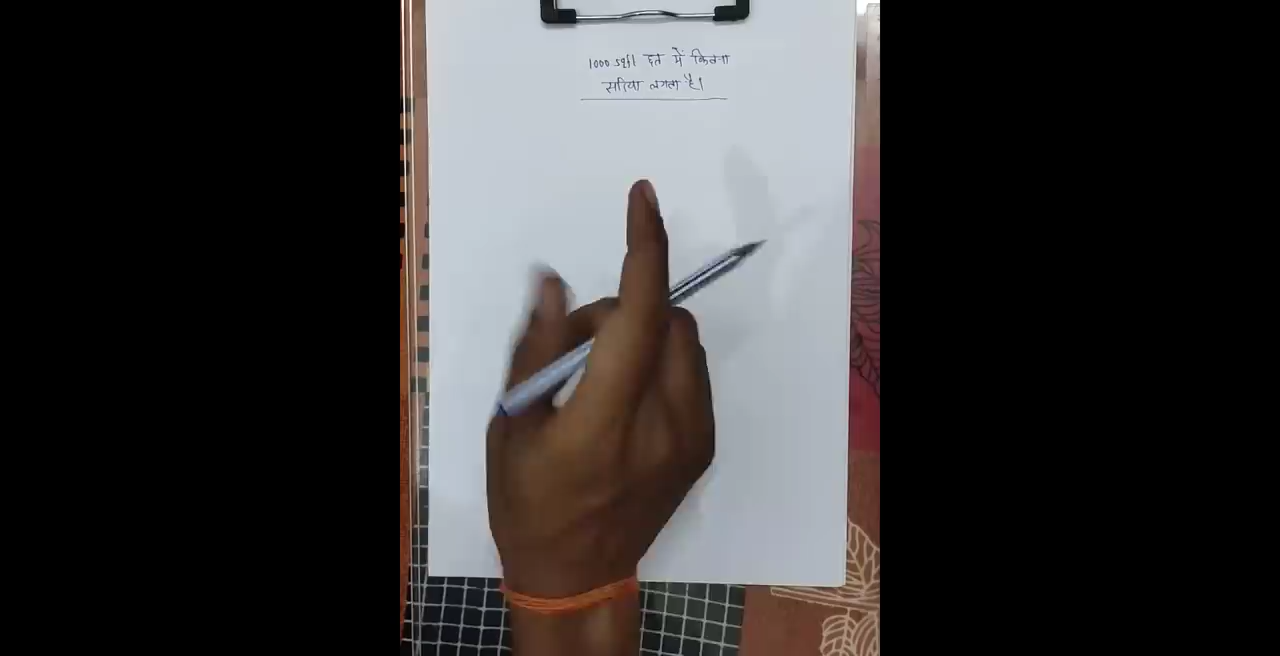 1000 sqft छत में कितना
सरिया लगता है।